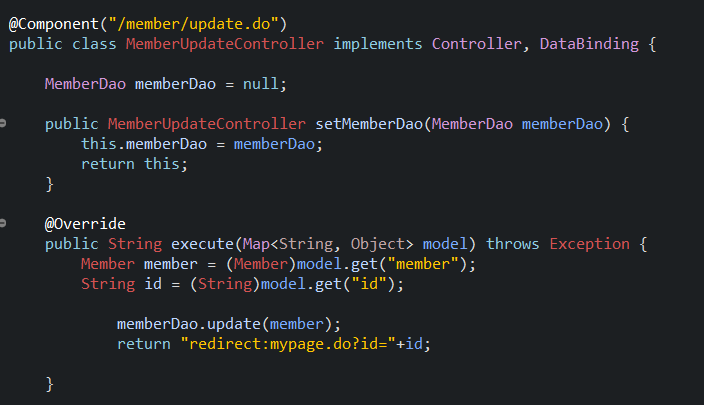 @Component("/member/update.do")
public class MemberUpdateController implements Controller, DataBinding {
MemberDao memberDao = null;
public MemberUpdateController setMemberDao(MemberDao memberDao) {
this.memberDao = memberDao;
return this;
}
@Override
public String execute(Map<String, Object> model) throws Exception {
Member member = (Member)model.get("member");
String id = (String)model.get("id");
memberDao.update(member);
return "redirect:mypage.do?id="+id;
}